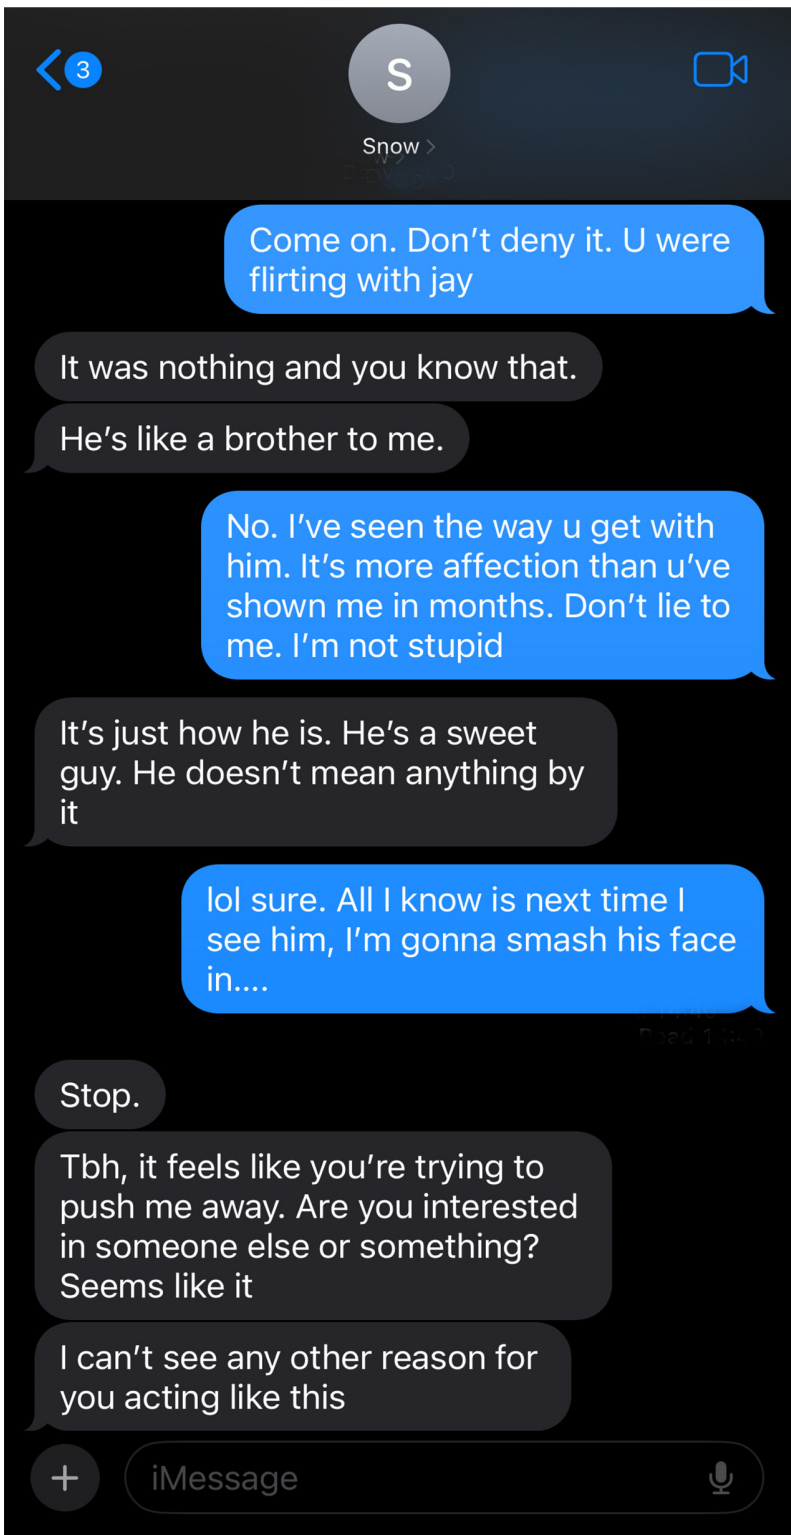 3
S
Snow
Come on. Don’t deny it. U were
flirting with jay
It was nothing and you know that.
He’s like a brother to me.
No. I’ve seen the way u get with
him. It’s more affection than u’ve
shown me in months. Don’t lie to
me. I’m not stupid
It’s just how he is. He’s a sweet
guy. He doesn’t mean anything by
it
lol sure. All I know is next time I
see him, I’m gonna smash his face
in....
Stop.
Tbh, it feels like you’re trying to
push me away. Are you interested
in someone else or something?
Seems like it
I can’t see any other reason for
you acting like this
iMessage